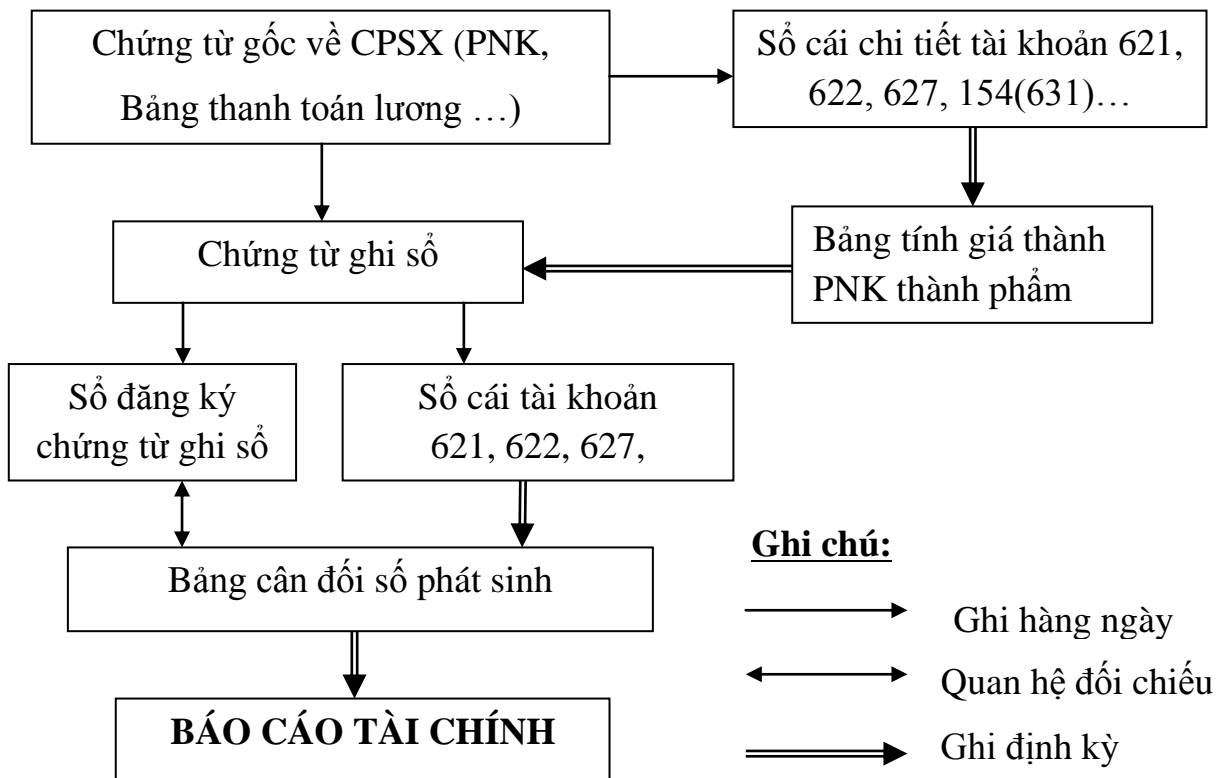 Chứng từ gốc về CPSX (PNK,
Bảng thanh toán lương …)
Sổ cái chi tiết tài khoản 621,
622, 627, 154(631)…
Chứng từ ghi sổ
Bảng tính giá thành
PNK thành phẩm
Sổ đăng ký
chứng từ ghi sổ
Sổ cái tài khoản
621, 622, 627,
Bảng cân đối số phát sinh
BÁO CÁO TÀI CHÍNH
Ghi chú:
Ghi hàng ngày
Quan hệ đối chiếu
Ghi định kỳ